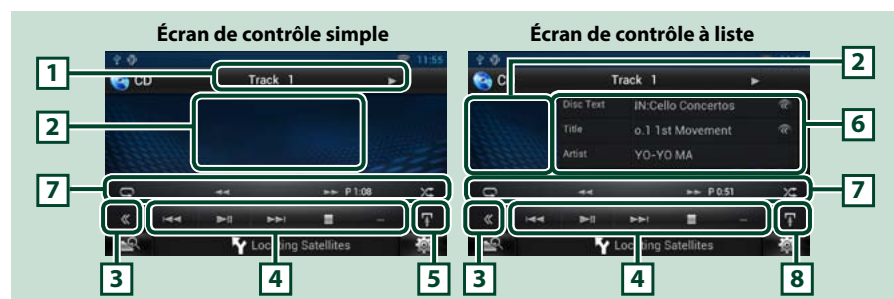 Écran de contrôle simple
Écran de contrôle à liste
11:55
CD
Track 1
1
2
7
P 1:08
Locating Satellites
3
4
5
Track 1
2
Disc Text IN:Cello Concertos
Title o.1 1st Movement
Artist YO-YO MA
6
7
P 0:51
Locating Satellites
3
4
8